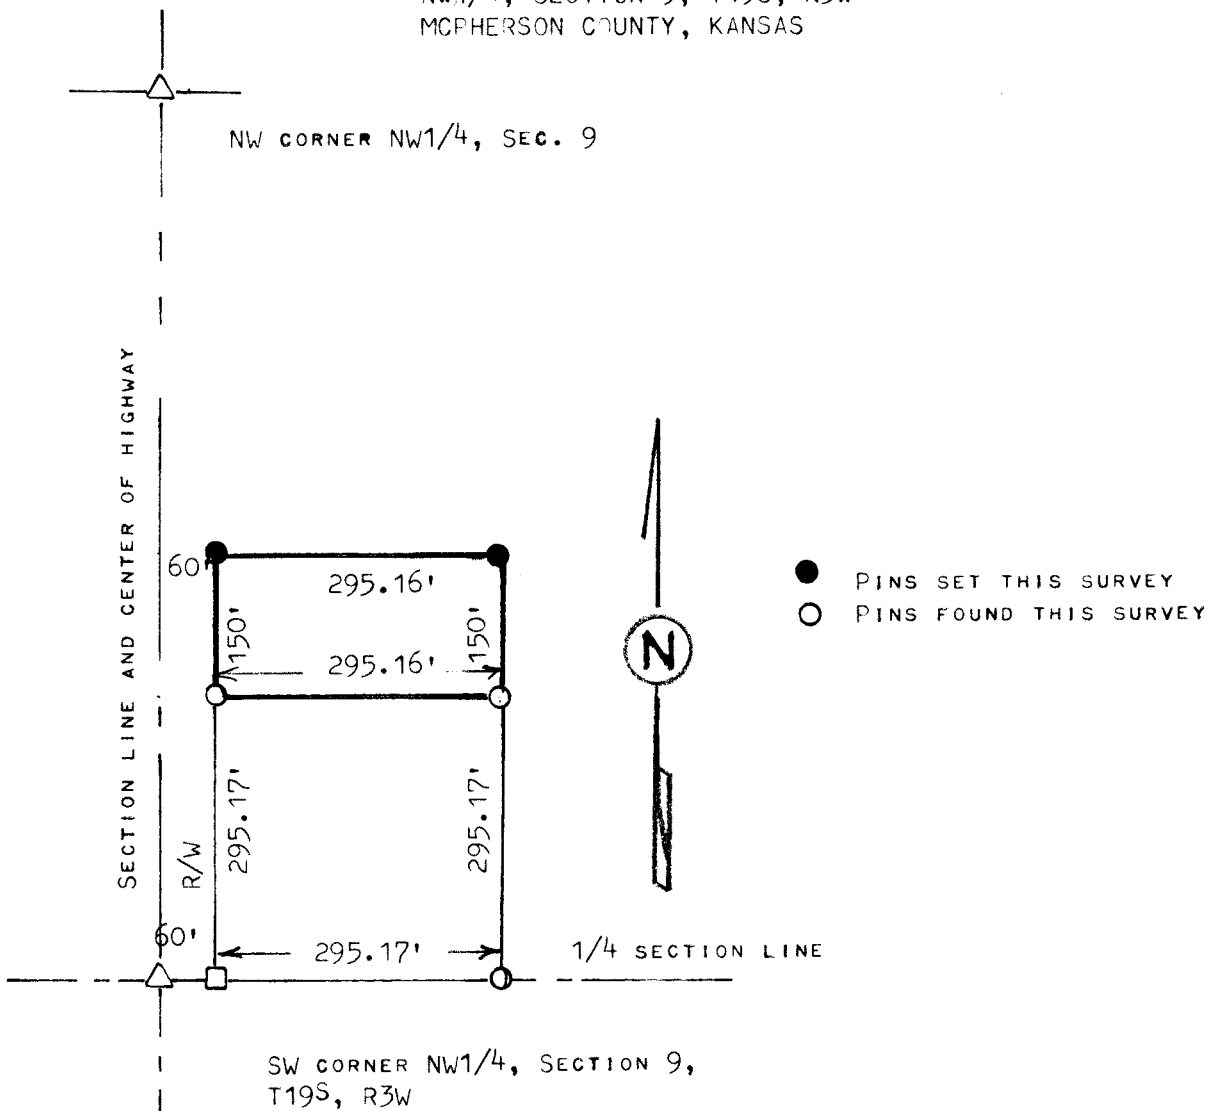 MCPHERSON COUNTY, KANSAS
NW CORNER NW1/4, SEC. 9
SECTION LINE AND CENTER OF HIGHWAY
60'
295.16'
150'
150'
295.16'
N
PINS SET THIS SURVEY
PINS FOUND THIS SURVEY
295.17'
295.17'
R/W
60'
295.17'
1/4 SECTION LINE
SW CORNER NW1/4, SECTION 9,
T19S, R3W